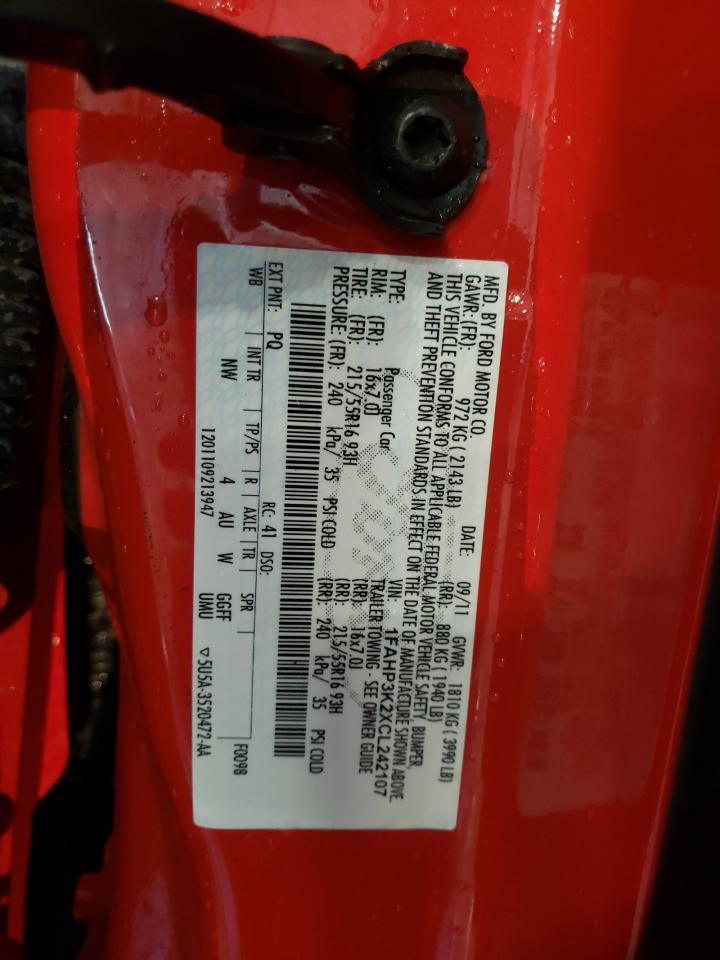 MFD. BY FORD MOTOR CO.
DATE: 09/11 GVWR: 1810 KG ( 3990 LB)
GAWR: (FR): 972 KG ( 2143 LB) (RR): 880 KG ( 1940 LB)
THIS VEHICLE CONFORMS TO ALL APPLICABLE FEDERAL MOTOR VEHICLE SAFETY, BUMPER,
AND THEFT PREVENTION STANDARDS IN EFFECT ON THE DATE OF MANUFACTURE SHOWN ABOVE.
VIN: 1FAHP3K2XCL242107
TYPE: Passenger Car TRAILER TOWING - SEE OWNER GUIDE
RIM: (FR): 16x7.0J (RR): 16x7.0J
TIRE: (FR): 215/55R16 93H (RR): 215/55R16 93H
PRESSURE: (FR): 240 kPa/ 35 PSI COLD (RR): 240 kPa/ 35 PSI COLD
EXT PNT: PQ RC: 41 DSO: F0098
WB INT TR TP/PS R AXLE TR SPR
NW 4 AU W GGFF
UMU ▽5U5A-3520472-AA
1201109213947